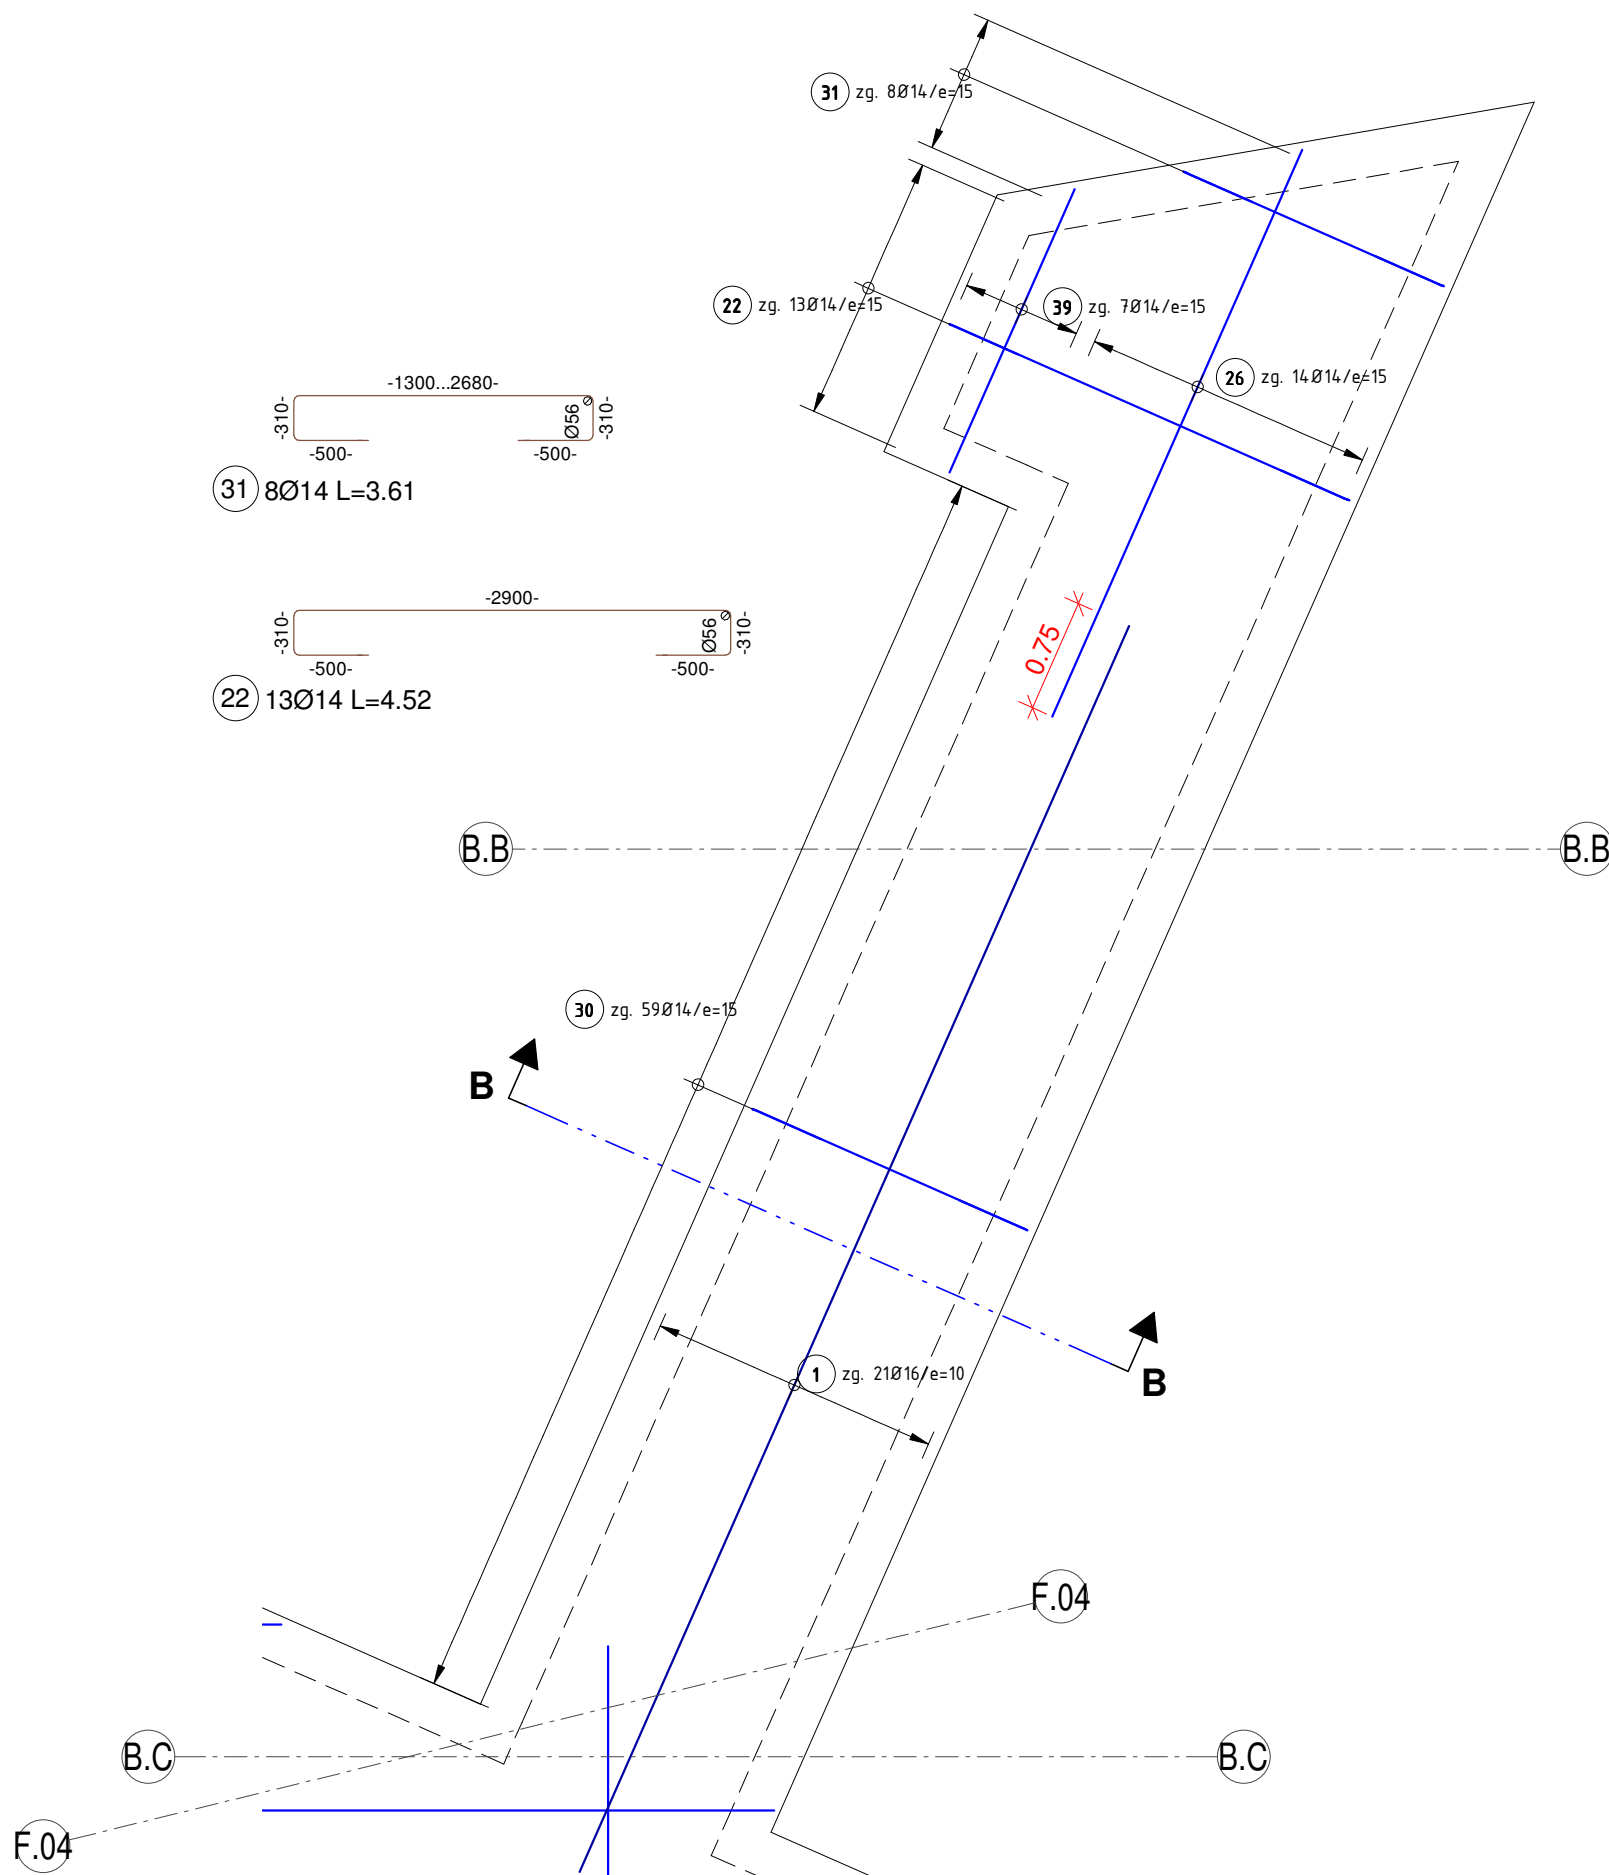 31 zg. 8Ø14/e=15
22 zg. 13Ø14/e=15
39 zg. 7Ø14/e=15
26 zg. 14Ø14/e=15
-1300...2680-
-310-
Ø56
-310-
-500-
-500-
31 8Ø14 L=3.61
-2900-
-310-
Ø56
-310-
-500-
-500-
22 13Ø14 L=4.52
0.75
B.B
B.B
30 zg. 59Ø14/e=15
B
B
1 zg. 21Ø16/e=10
F.04
B.C
B.C
F.04